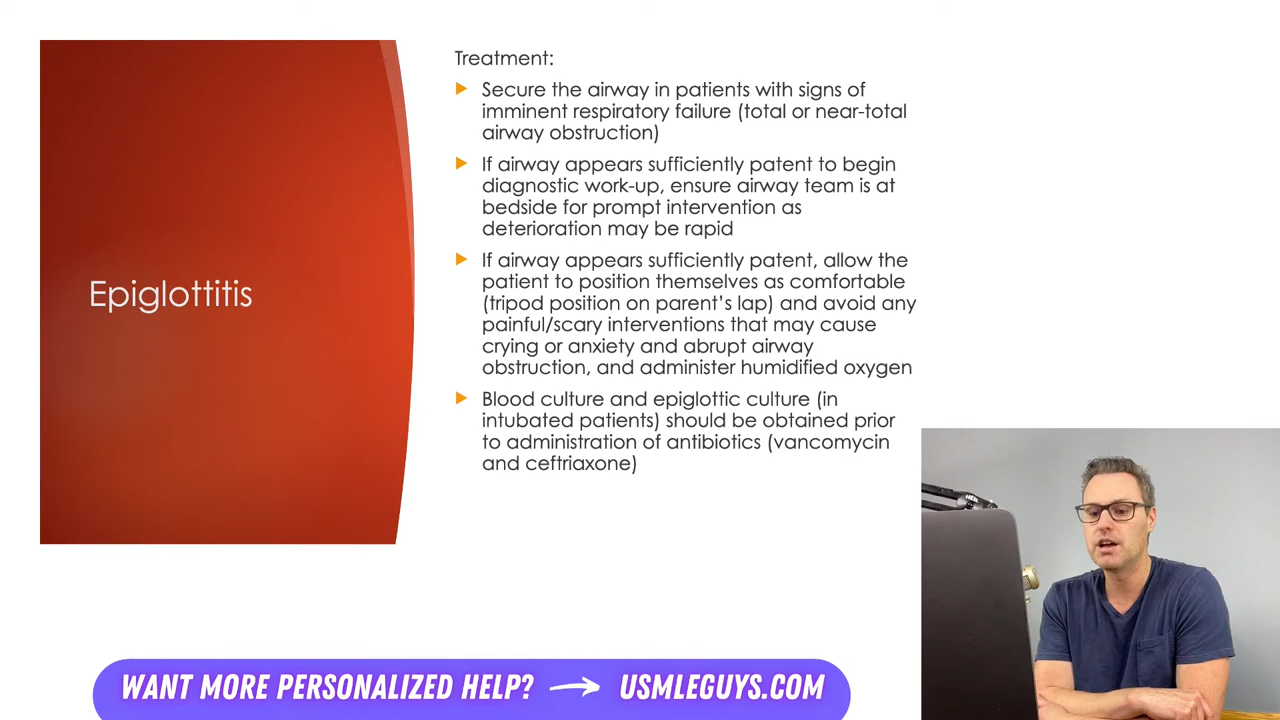 Epiglottitis
Treatment:
Secure the airway in patients with signs of
imminent respiratory failure (total or near-total
airway obstruction)
If airway appears sufficiently patent to begin
diagnostic work-up, ensure airway team is at
bedside for prompt intervention as
deterioration may be rapid
If airway appears sufficiently patent, allow the
patient to position themselves as comfortable
(tripod position on parent's lap) and avoid any
painful/scary interventions that may cause
crying or anxiety and abrupt airway
obstruction, and administer humidified oxygen
Blood culture and epiglottic culture (in
intubated patients) should be obtained prior
to administration of antibiotics (vancomycin
and ceftriaxone)
WANT MORE PERSONALIZED HELP? → USMLEGUYS.COM